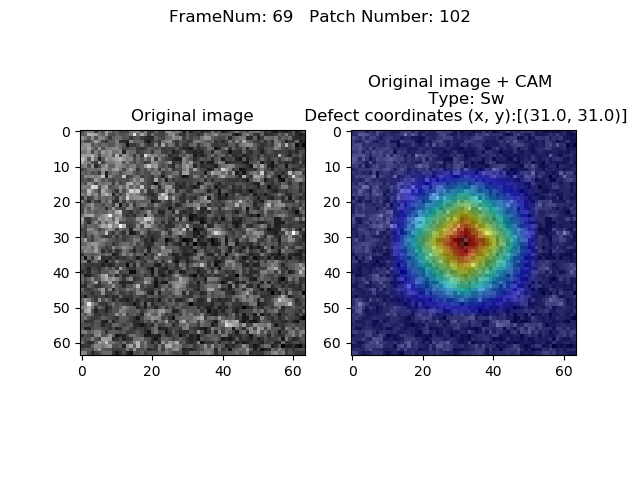 FrameNum: 69   Patch Number: 102
Original image
Original image + CAM
Type: Sw
Defect coordinates (x, y):[(31.0, 31.0)]
0
10
20
30
40
50
60
0 20 40 60
0
10
20
30
40
50
60
0 20 40 60